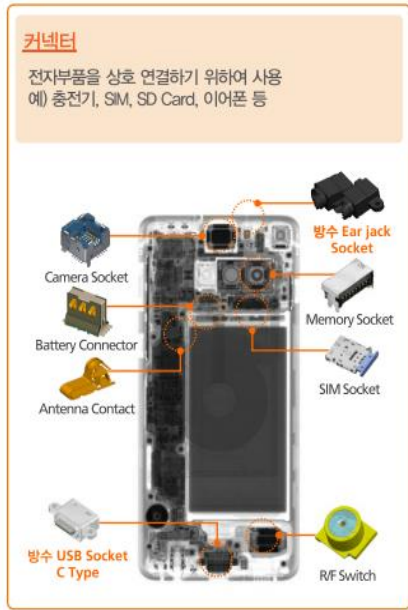 커넥터
전자부품을 상호 연결하기 위하여 사용
예) 충전기, SIM, SD Card, 이어폰 등
방수 Ear jack
Socket
Camera Socket
Memory Socket
Battery Connector
SIM Socket
Antenna Contact
방수 USB Socket
C Type
R/F Switch